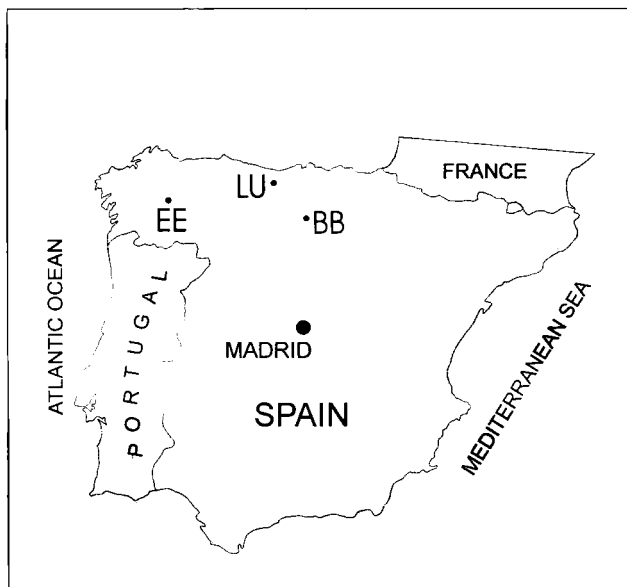 FRANCE
LU
BB
EE
ATLANTIC OCEAN
PORTUGAL
MADRID
MEDITERRANEAN SEA
SPAIN